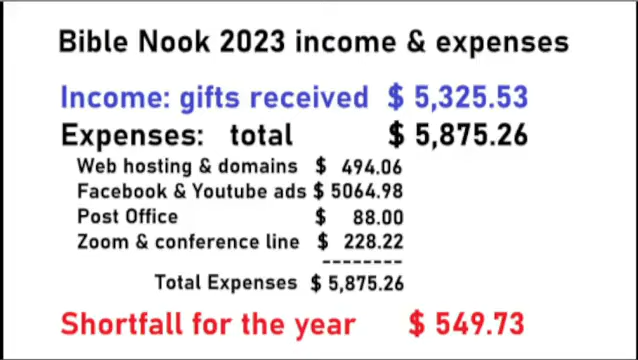 Bible Nook 2023 income & expenses
Income: gifts received $ 5,325.53
Expenses: total $ 5,875.26
Web hosting & domains $ 494.06
Facebook & Youtube ads $ 5064.98
Post Office $ 88.00
Zoom & conference line $ 228.22
--------
Total Expenses $ 5,875.26
Shortfall for the year $ 549.73